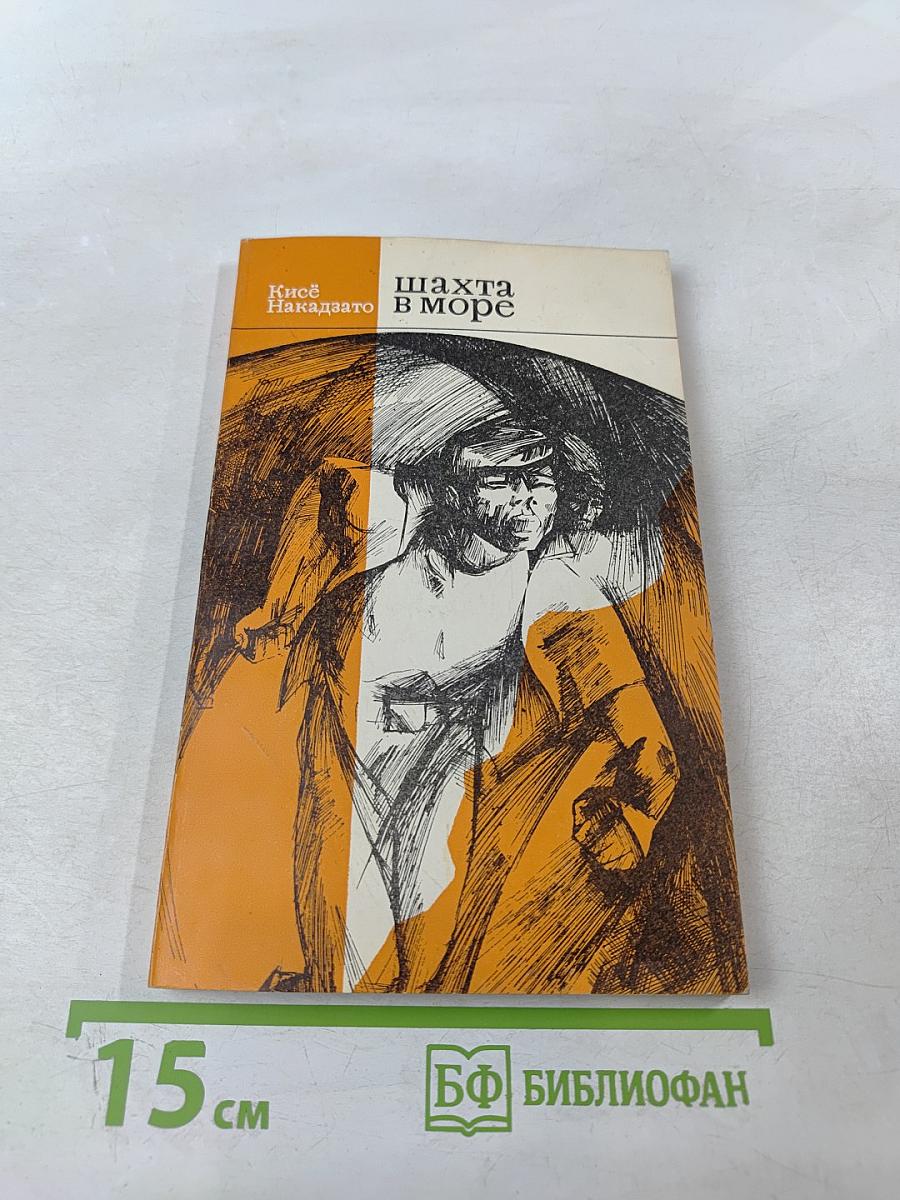 Кисё
Накадзато
шахта
в море
15 см
БФ БИБЛИОФАН